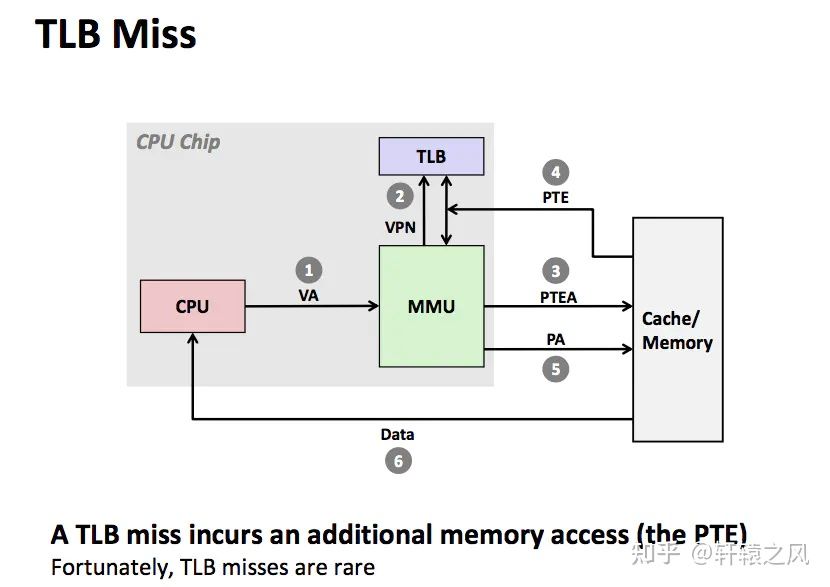 TLB Miss
CPU Chip
TLB
2
4
PTE
VPN
1
VA
3
PTEA
CPU
MMU
Cache/
Memory
PA
5
Data
6
A TLB miss incurs an additional memory access (the PTE)
Fortunately, TLB misses are rare
知乎 @轩辕之风